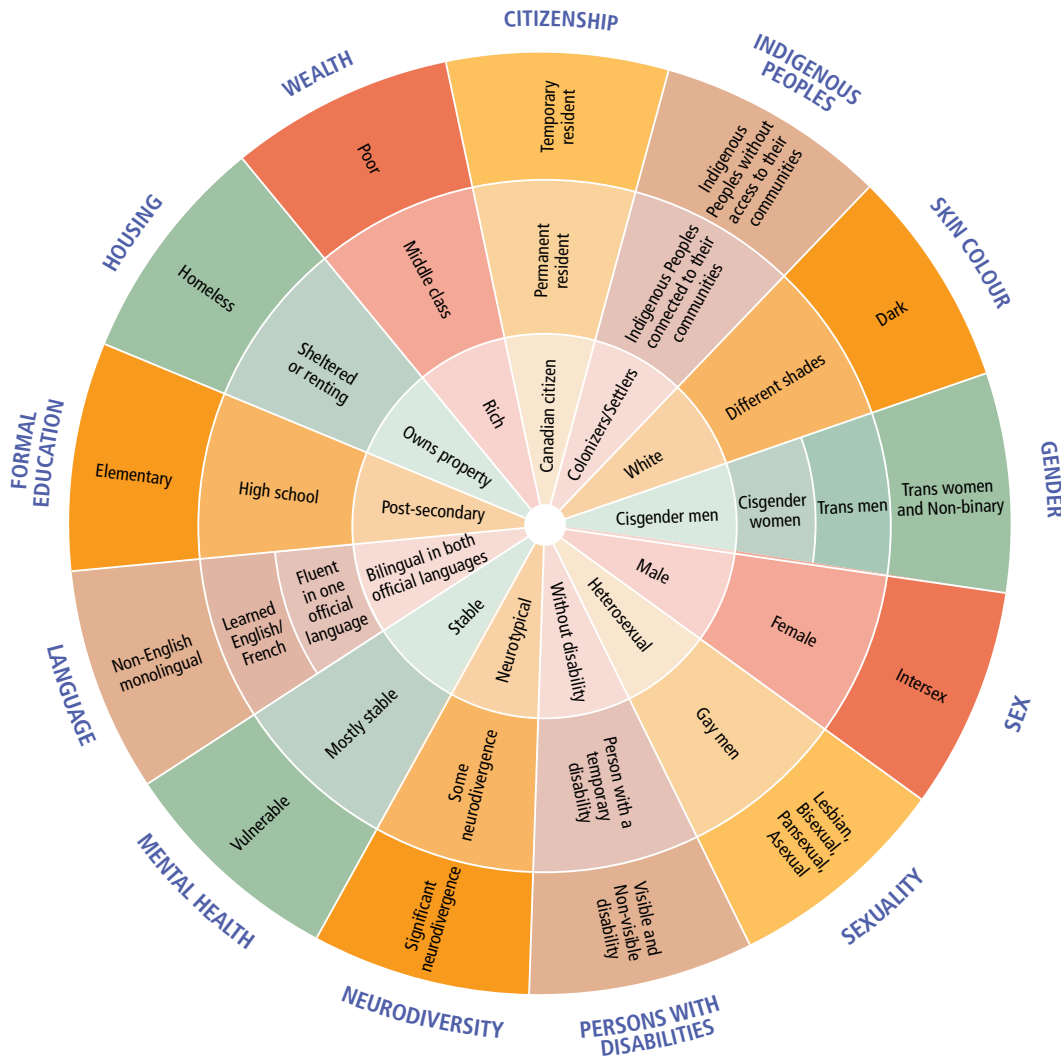 CITIZENSHIP
Temporary
resident
Permanent
resident
Canadian citizen
INDIGENOUS
PEOPLES
Indigenous
Peoples without
access to their
communities
Indigenous Peoples
connected to their
communities
Colonizers/Settlers
SKIN COLOUR
Dark
Different shades
White
GENDER
Trans women
and Non-binary
Trans men
Cisgender
women
Cisgender men
SEX
Intersex
Female
Male
SEXUALITY
Lesbian,
Bisexual,
Pansexual,
Asexual
Gay men
Heterosexual
PERSONS WITH
DISABILITIES
Visible and
Non-visible
disability
Person with a
temporary
disability
Without disability
NEURODIVERSITY
Significant
neurodivergence
Some
neurodivergence
Neurotypical
MENTAL HEALTH
Vulnerable
Mostly stable
Stable
LANGUAGE
Non-English
monolingual
Learned
English/
French
Fluent
in one
official
language
Bilingual in both
official languages
FORMAL
EDUCATION
Elementary
High school
Post-secondary
HOUSING
Homeless
Sheltered
or renting
Owns property
WEALTH
Poor
Middle class
Rich